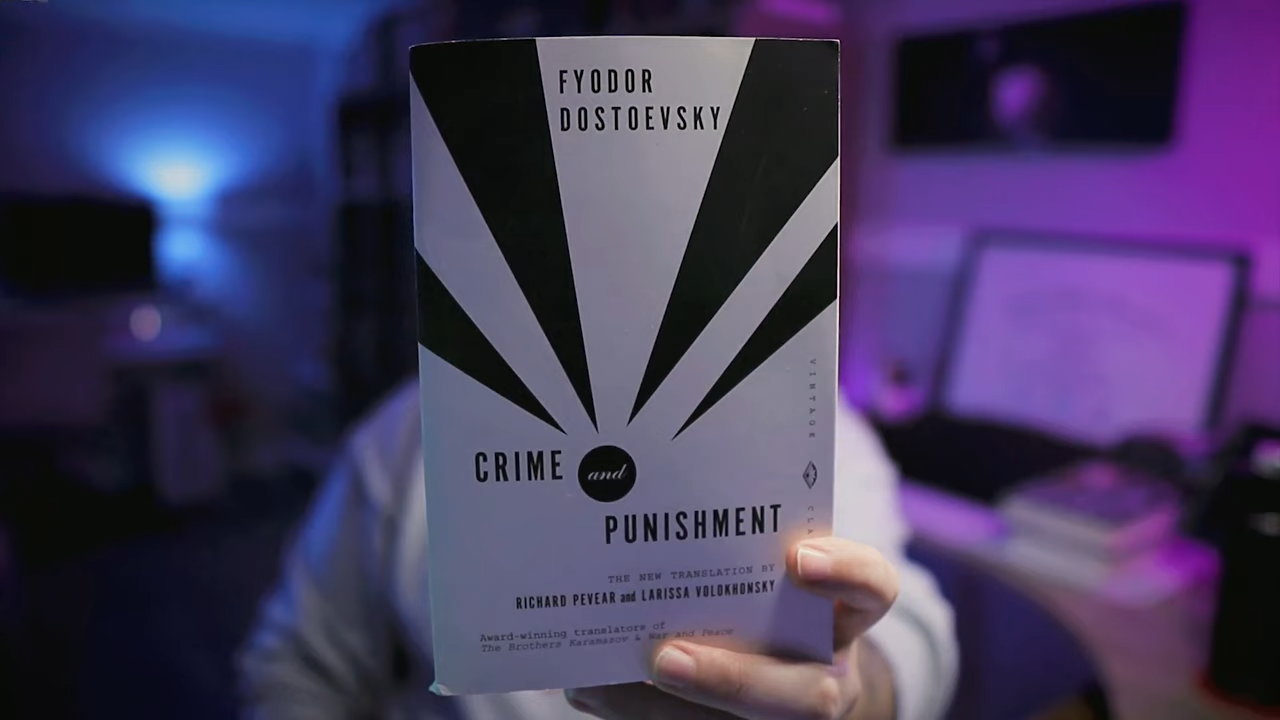 FYODOR
DOSTOEVSKY
CRIME and
PUNISHMENT
THE NEW TRANSLATION BY
RICHARD PEVEAR and LARISSA VOLOKHONSKY
Award-winning translators of
The Brothers Karamazov & War and Peace
VINTAGE